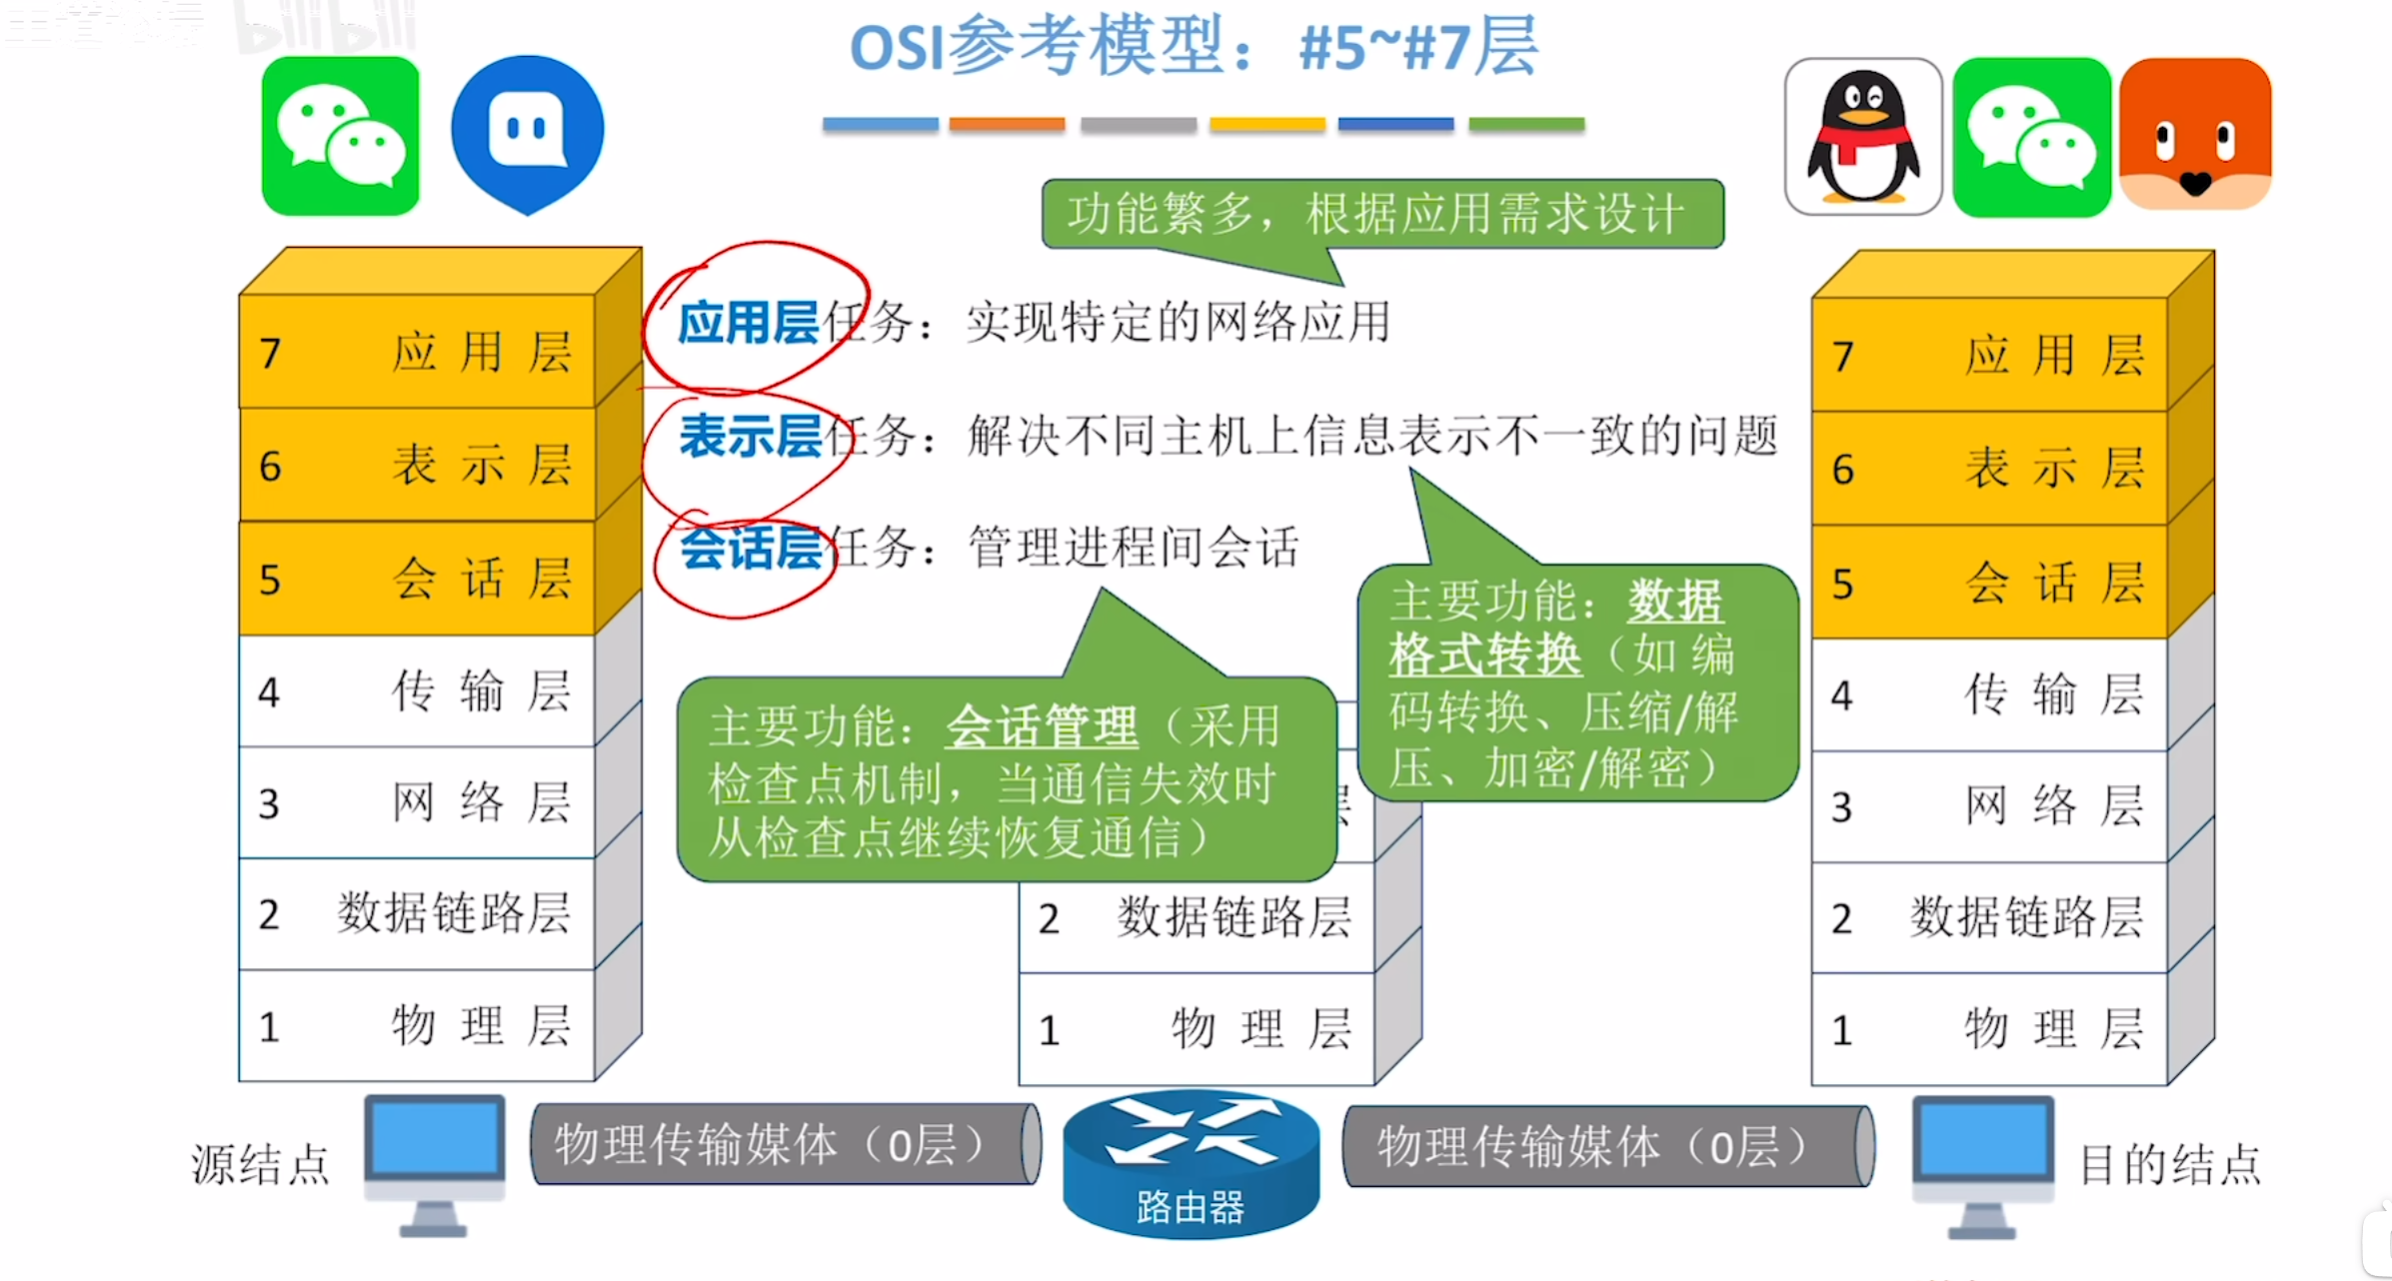 OSI参考模型：#5~#7层
功能繁多，根据应用需求设计
应用层任务：实现特定的网络应用
表示层任务：解决不同主机上信息表示不一致的问题
会话层任务：管理进程间会话
主要功能：数据
格式转换（如 编
码转换、压缩/解
压、加密/解密）
主要功能：会话管理（采用
检查点机制，当通信失效时
从检查点继续恢复通信）
7 应用层
6 表示层
5 会话层
4 传输层
3 网络层
2 数据链路层
1 物理层
层
2 数据链路层
1 物理层
7 应用层
6 表示层
5 会话层
4 传输层
3 网络层
2 数据链路层
1 物理层
源结点
物理传输媒体（0层）
路由器
物理传输媒体（0层）
目的结点